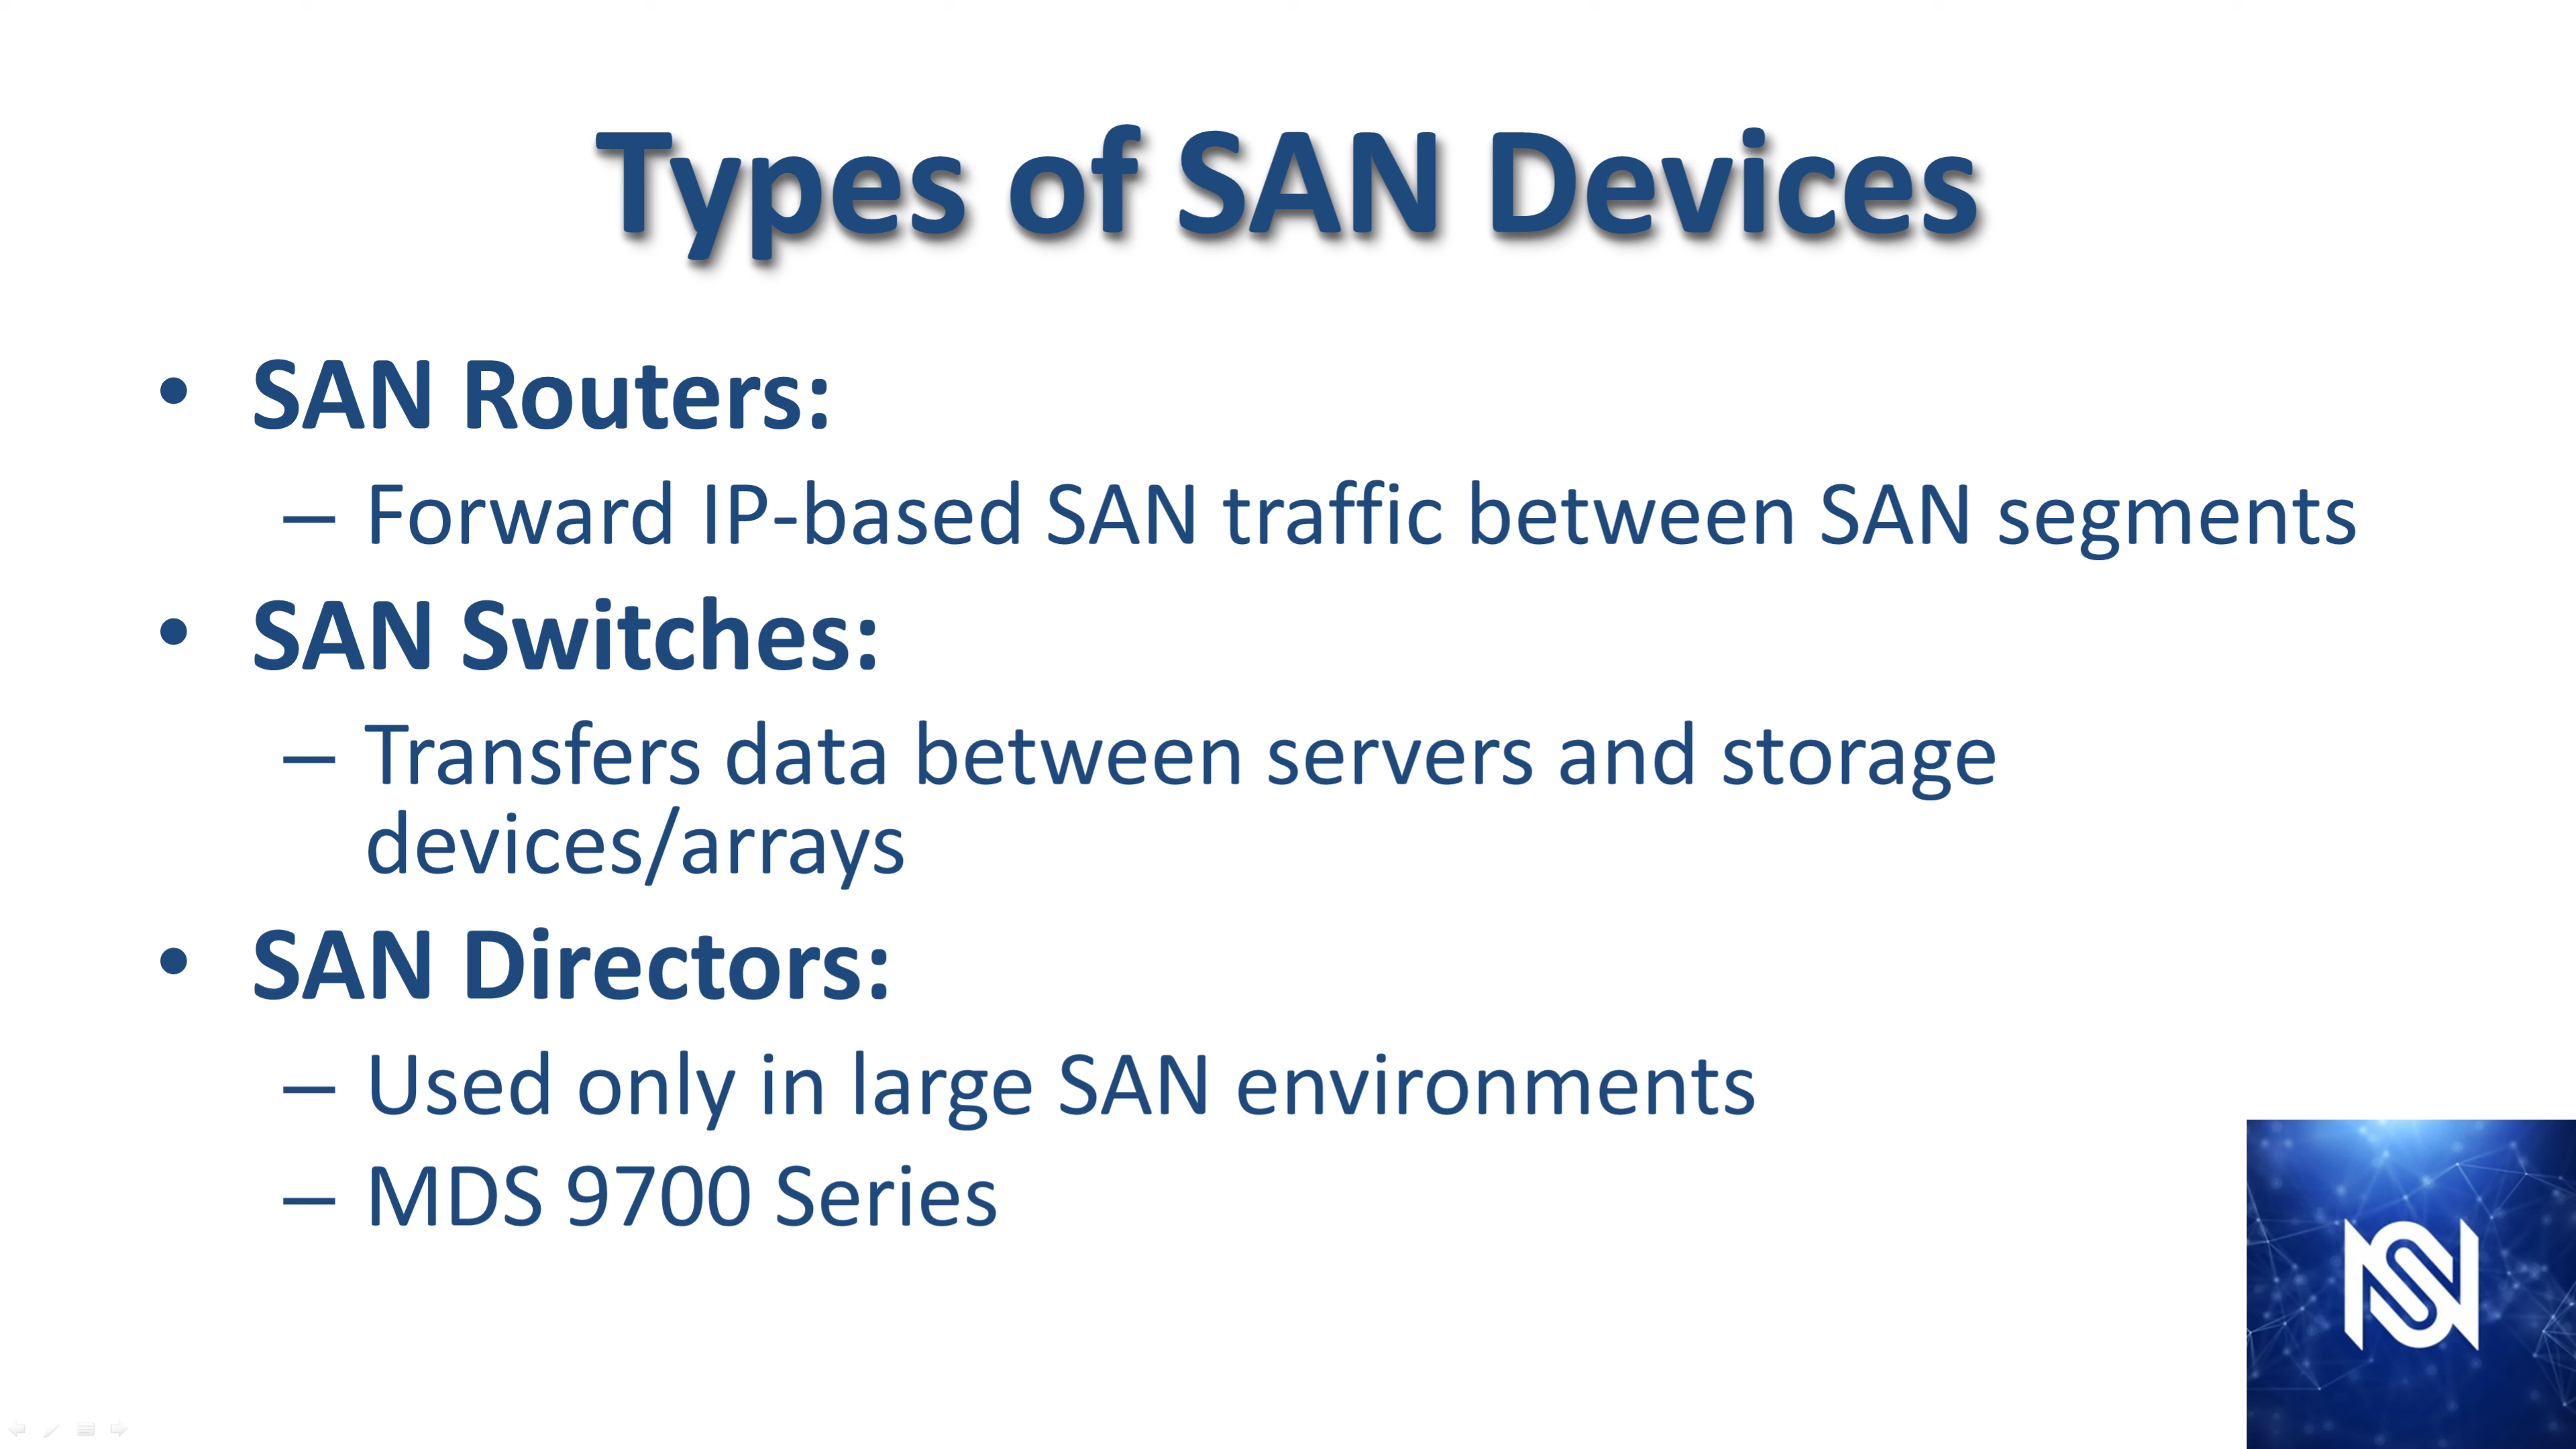 Types of SAN Devices
• SAN Routers:
– Forward IP-based SAN traffic between SAN segments
• SAN Switches:
– Transfers data between servers and storage
devices/arrays
• SAN Directors:
– Used only in large SAN environments
– MDS 9700 Series